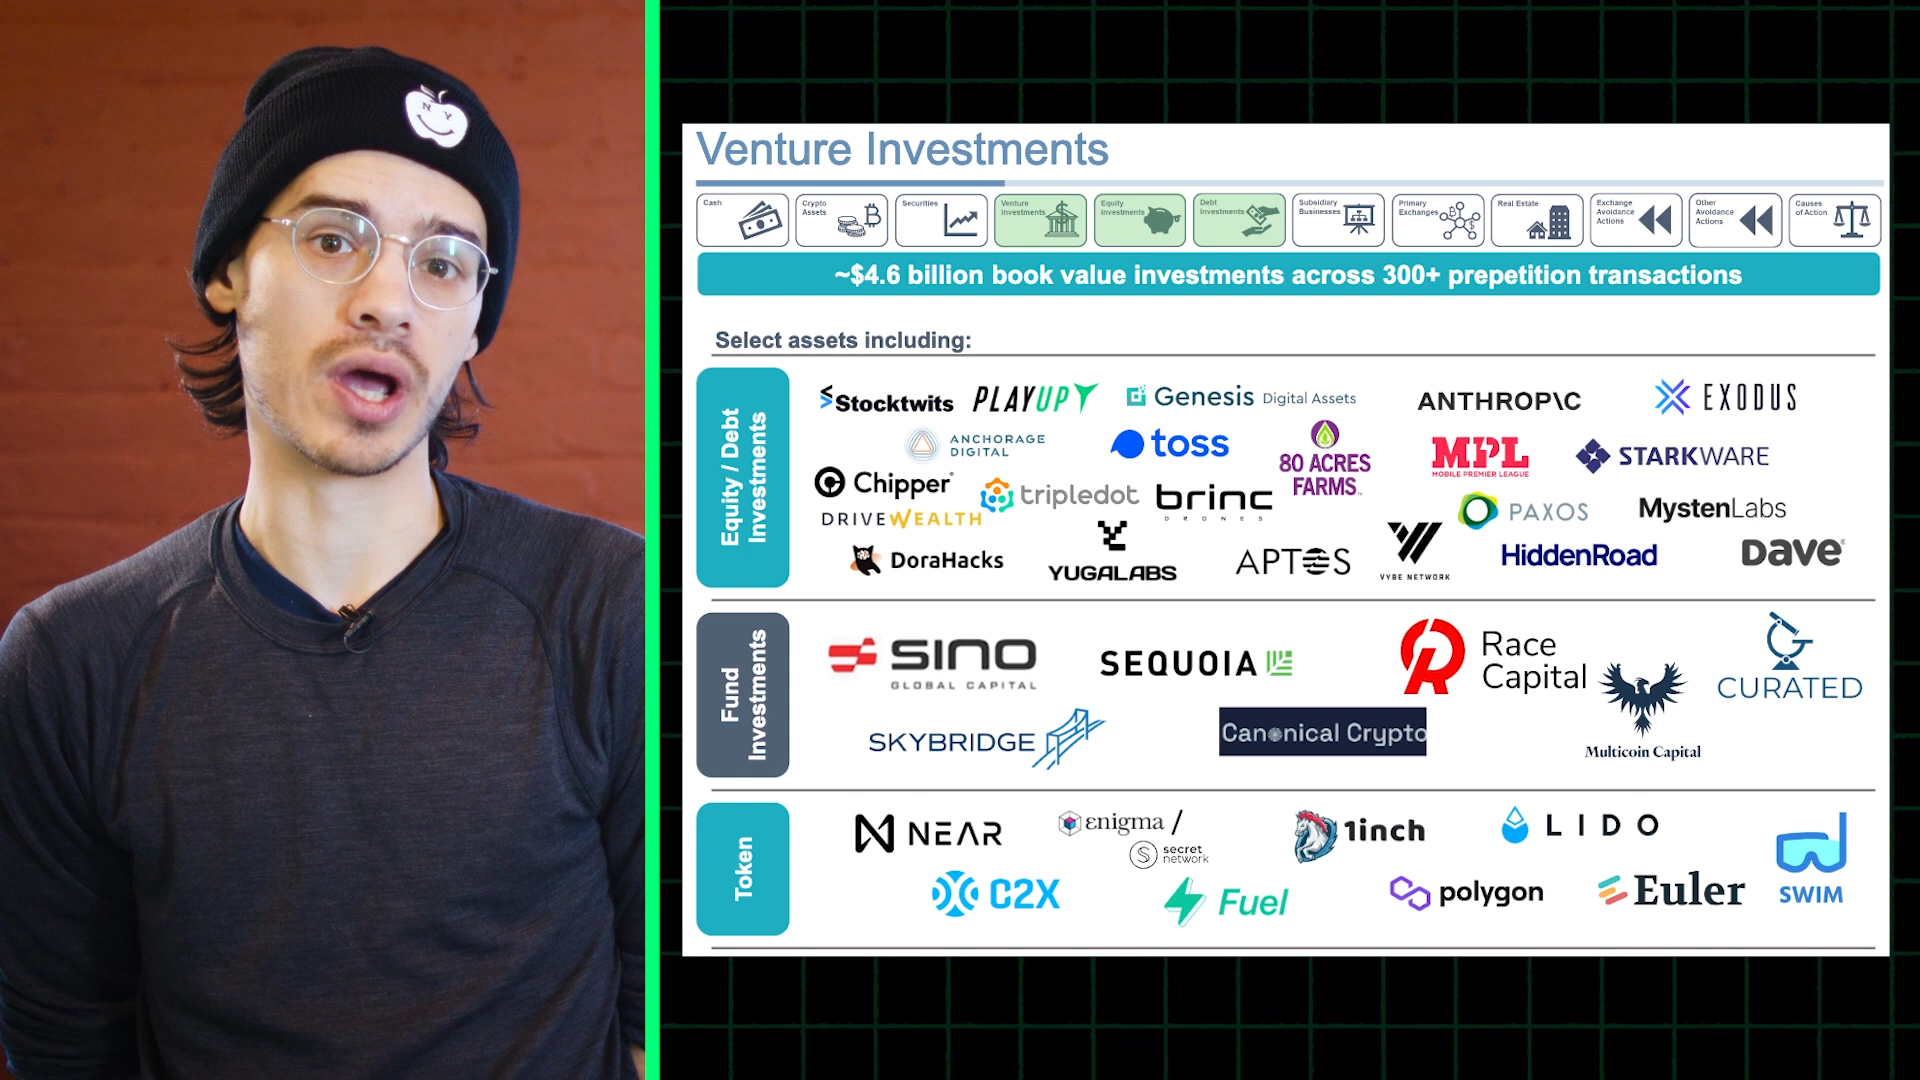 N Y
Venture Investments
Cash
Crypto Assets
Securities
Venture Investments
Equity Investments
Debt Investments
Subsidiary Businesses
Primary Exchanges
Real Estate
Exchange Avoidance Actions
Other Avoidance Actions
Causes of Action
~$4.6 billion book value investments across 300+ prepetition transactions
Select assets including:
Equity / Debt Investments
Stocktwits
PLAYUP
Genesis Digital Assets
ANTHROP\C
EXODUS
ANCHORAGE DIGITAL
toss
80 ACRES FARMS
MPL
MOBILE PREMIER LEAGUE
STARKWARE
Chipper
tripledot
brinc
DRONES
PAXOS
MystenLabs
DRIVEWEALTH
DoraHacks
YUGALABS
APTOS
VYBE NETWORK
HiddenRoad
Dave
Fund Investments
SINO
GLOBAL CAPITAL
SEQUOIA
Race Capital
CURATED
SKYBRIDGE
Canonical Crypto
Multicoin Capital
Token
NEAR
enigma /
S secret network
1inch
LIDO
SWIM
C2X
Fuel
polygon
Euler